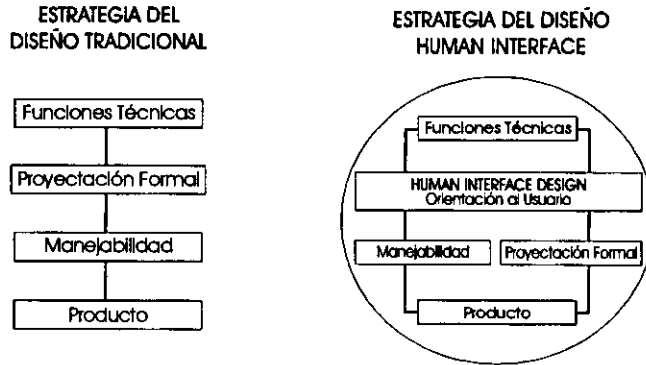 ESTRATEGIA DEL
DISEÑO TRADICIONAL
Funciones Técnicas
Proyectación Formal
Manejabilidad
Producto
ESTRATEGIA DEL DISEÑO
HUMAN INTERFACE
Funciones Técnicas
HUMAN INTERFACE DESIGN
Orientación al Usuario
Manejabilidad
Proyectación Formal
Producto